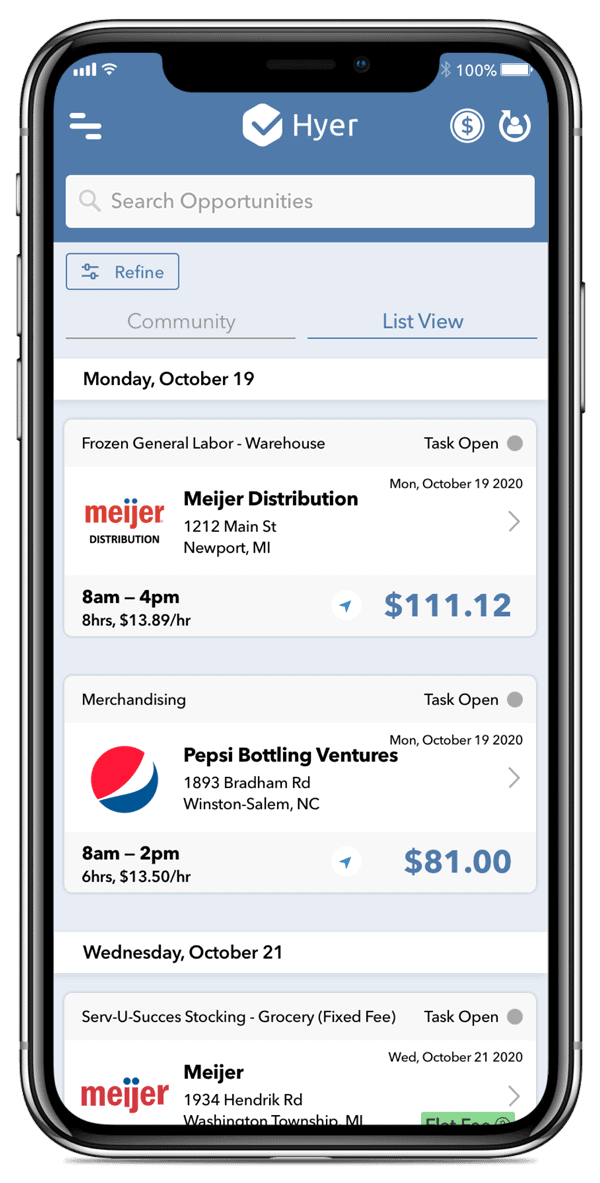 100%
Hyer
$
Search Opportunities
Refine
Community
List View
Monday, October 19
Frozen General Labor - Warehouse
Task Open
Mon, October 19 2020
meijer
DISTRIBUTION
Meijer Distribution
1212 Main St
Newport, MI
8am – 4pm
8hrs, $13.89/hr
$111.12
Merchandising
Task Open
Mon, October 19 2020
Pepsi Bottling Ventures
1893 Bradham Rd
Winston-Salem, NC
8am – 2pm
6hrs, $13.50/hr
$81.00
Wednesday, October 21
Serv-U-Succes Stocking - Grocery (Fixed Fee)
Task Open
Wed, October 21 2020
meijer
Meijer
1934 Hendrik Rd
Washington Township, MI
Flat Fee